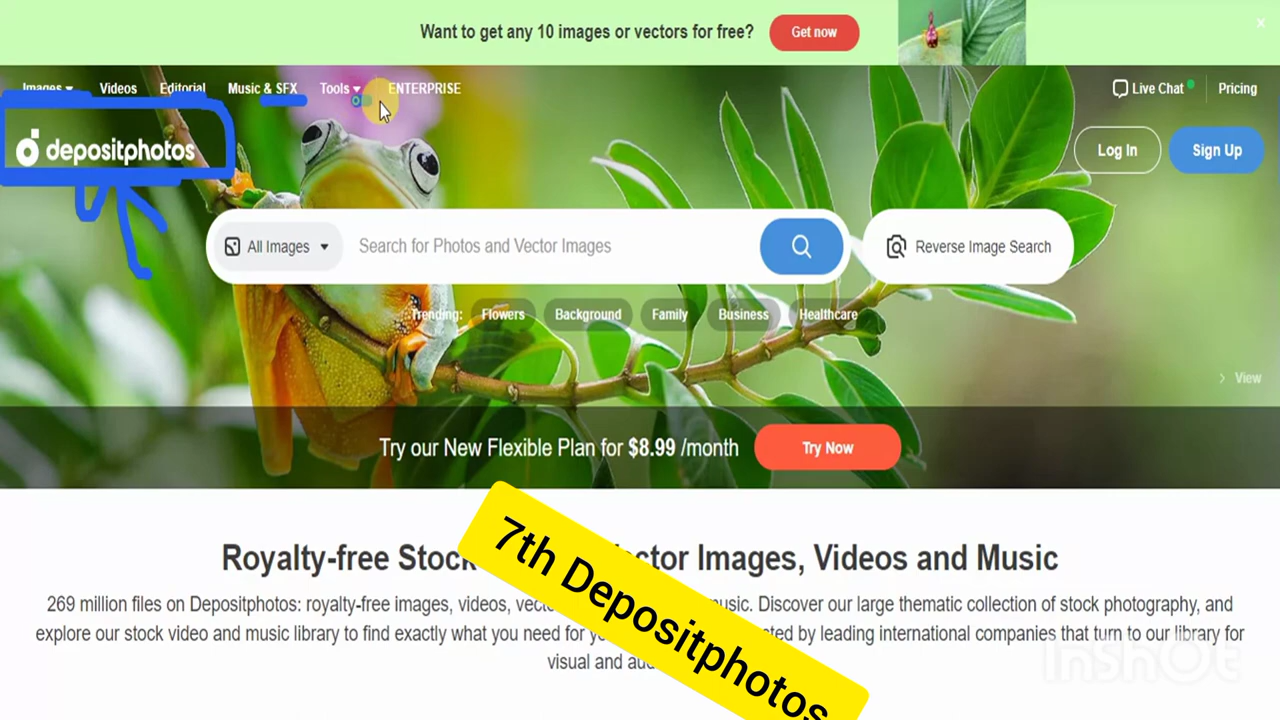 Want to get any 10 images or vectors for free? Get now
Images Videos Editorial Music & SFX Tools ENTERPRISE Live Chat Pricing
depositphotos Log In Sign Up
All Images Search for Photos and Vector Images Reverse Image Search
Trending: Flowers Background Family Business Healthcare
View
Try our New Flexible Plan for $8.99 /month Try Now
Royalty-free Stock Images, Videos and Music
269 million files on Depositphotos: royalty-free images, videos, Discover our large thematic collection of stock photography, and
explore our stock video and music library to find exactly what you need for by leading international companies that turn to our library for
visual and
7th Depositphotos
InShOt